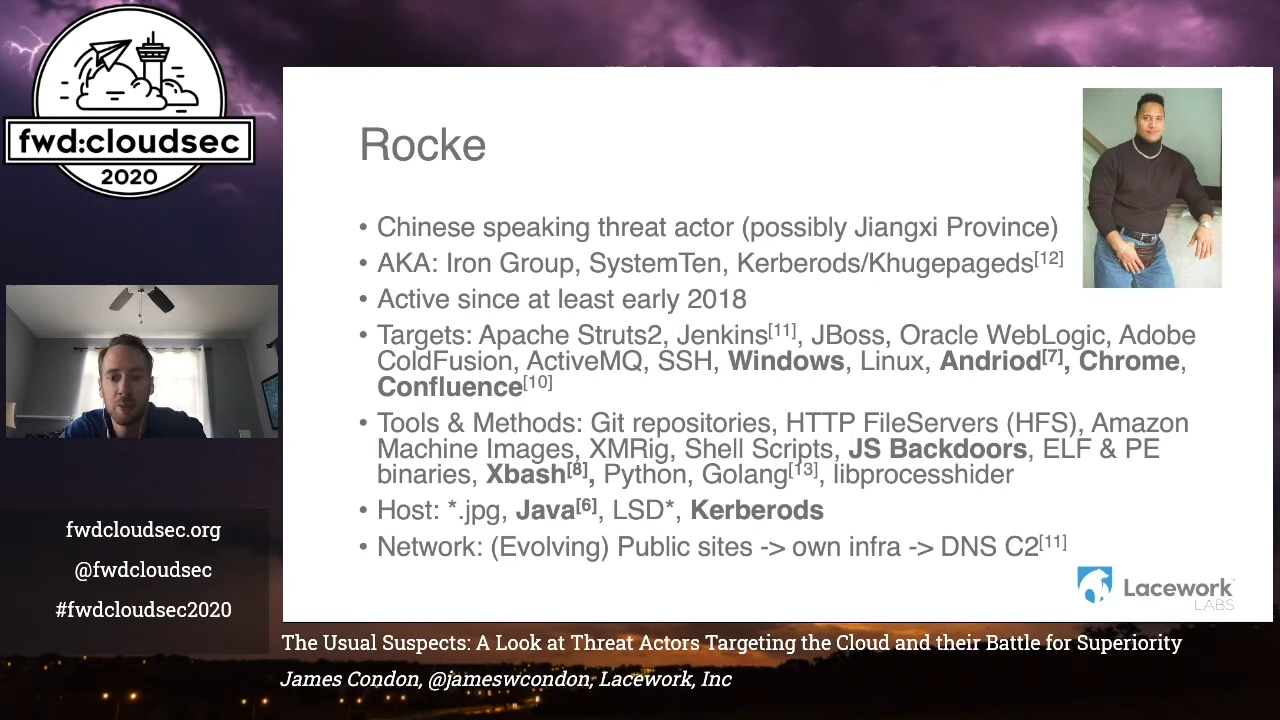 fwd:cloudsec
2020
Rocke
• Chinese speaking threat actor (possibly Jiangxi Province)
• AKA: Iron Group, SystemTen, Kerberods/Khugepageds[12]
• Active since at least early 2018
• Targets: Apache Struts2, Jenkins[11], JBoss, Oracle WebLogic, Adobe
ColdFusion, ActiveMQ, SSH, Windows, Linux, Andriod[7], Chrome,
Confluence[10]
• Tools & Methods: Git repositories, HTTP FileServers (HFS), Amazon
Machine Images, XMRig, Shell Scripts, JS Backdoors, ELF & PE
binaries, Xbash[8], Python, Golang[13], libprocesshider
• Host: *.jpg, Java[6], LSD*, Kerberods
• Network: (Evolving) Public sites -> own infra -> DNS C2[11]
Lacework
LABS
fwdcloudsec.org
@fwdcloudsec
#fwdcloudsec2020
The Usual Suspects: A Look at Threat Actors Targeting the Cloud and their Battle for Superiority
James Condon, @jameswcondon, Lacework, Inc